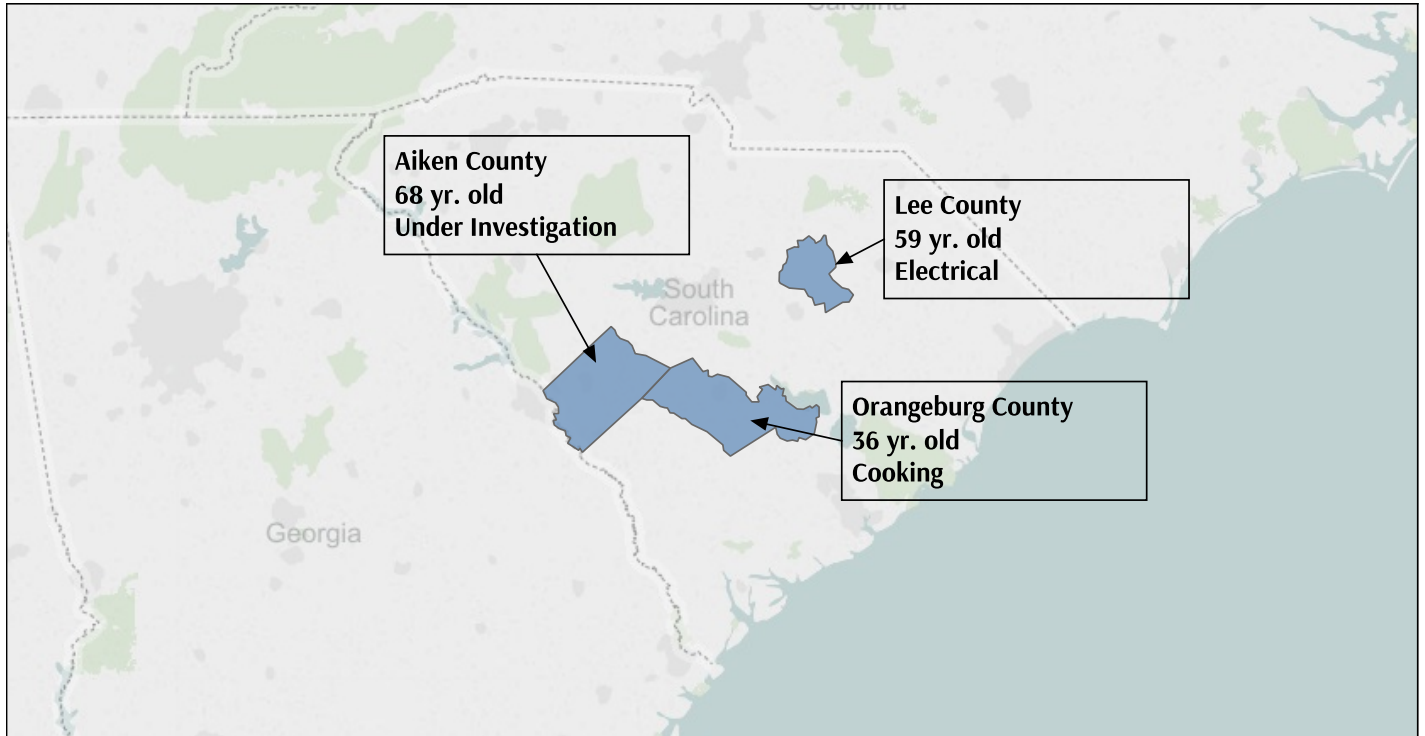 Carolina
Aiken County
68 yr. old
Under Investigation
Lee County
59 yr. old
Electrical
South
Carolina
Orangeburg County
36 yr. old
Cooking
Georgia